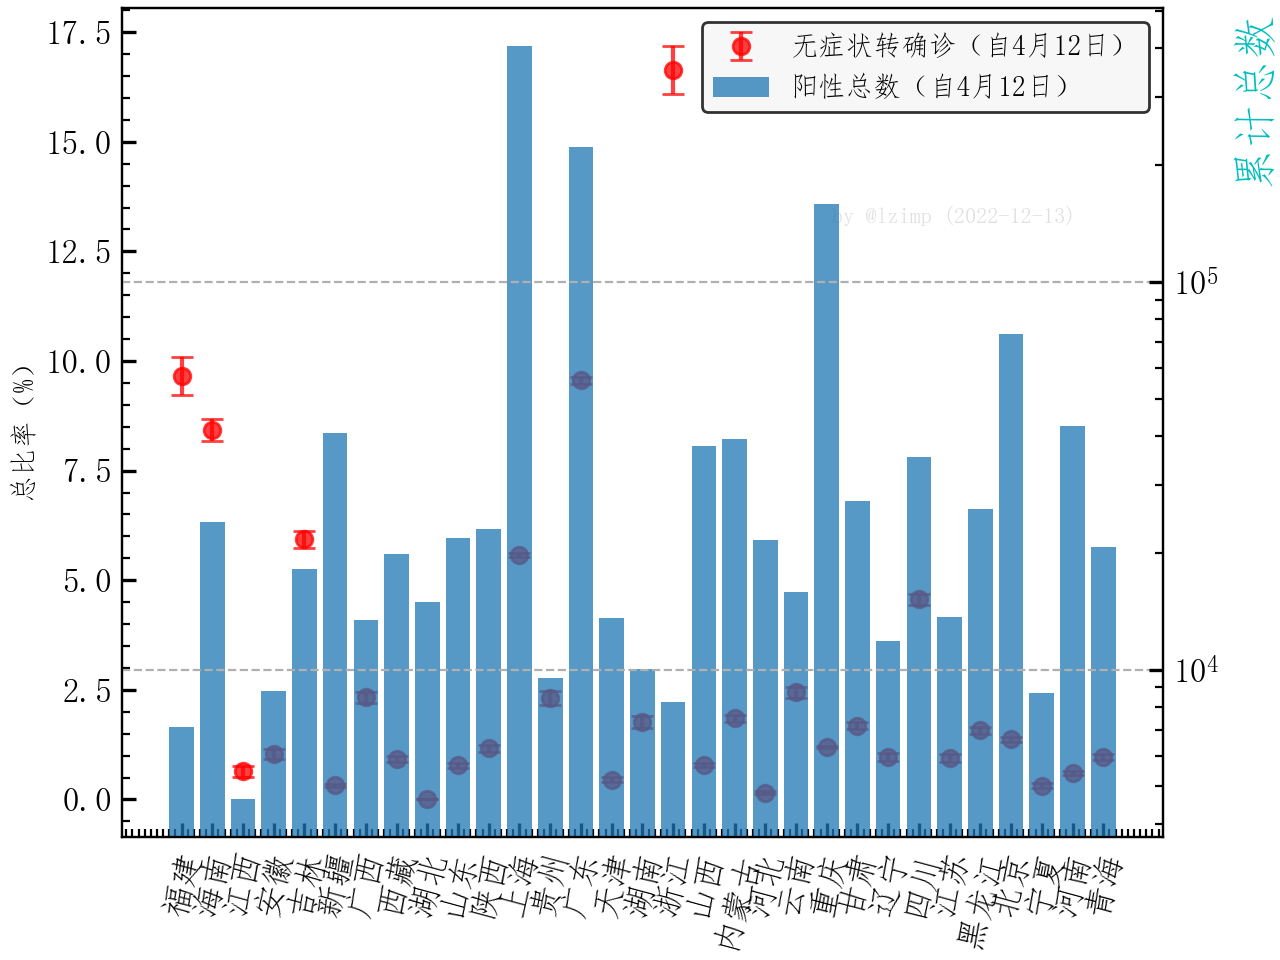 17.5
15.0
12.5
10.0
7.5
5.0
2.5
0.0
总比率 (%)
无症状转确诊（自4月12日）
阳性总数（自4月12日）
by @lzimp (2022-12-13)
累计总数
10⁵
10⁴
福建
海南
江西
安徽
吉林
新疆
广西
西藏
湖北
山东
陕西
上海
贵州
广东
天津
湖南
浙江
山西
内蒙古
河北
云南
重庆
甘肃
辽宁
四川
江苏
黑龙江
北京
宁夏
河南
青海